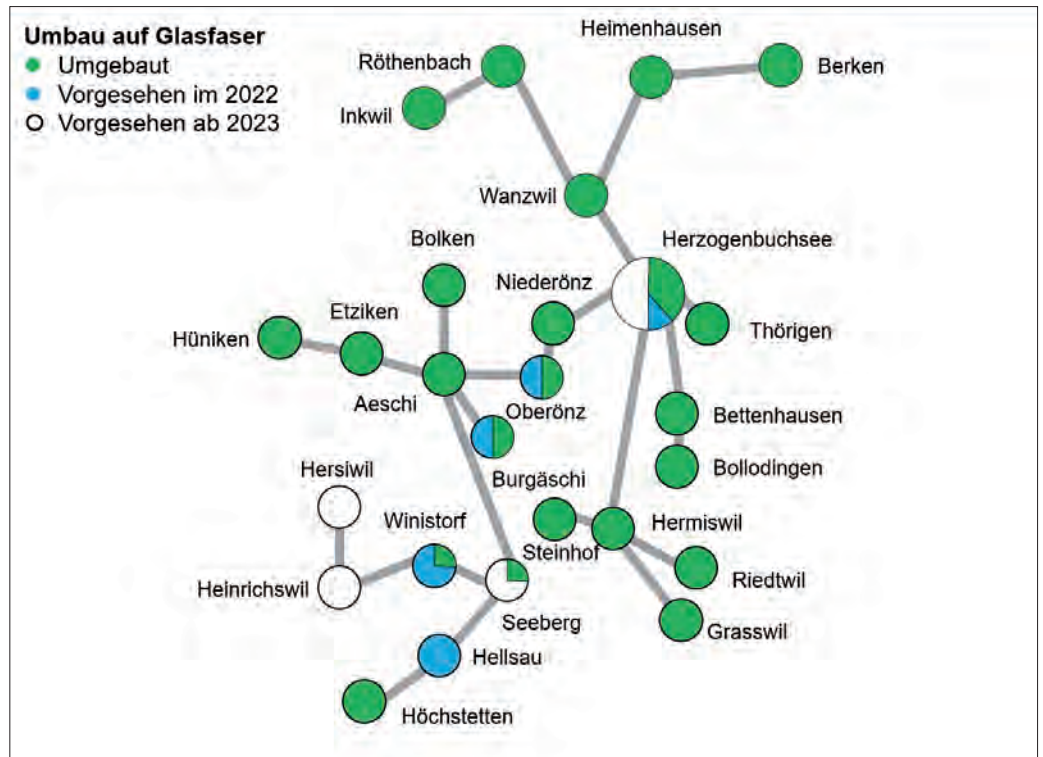 Umbau auf Glasfaser
Umgebaut
Vorgesehen im 2022
Vorgesehen ab 2023
Heimenhausen
Röthenbach
Berken
Inkwil
Wanzwil
Herzogenbuchsee
Bolken
Niederönz
Etziken
Hüniken
Thörigen
Aeschi
Oberönz
Bettenhausen
Bollodingen
Hersiwil
Burgäschi
Winistorf
Hermiswil
Steinhof
Heinrichswil
Riedtwil
Seeberg
Grasswil
Hellsau
Höchstetten